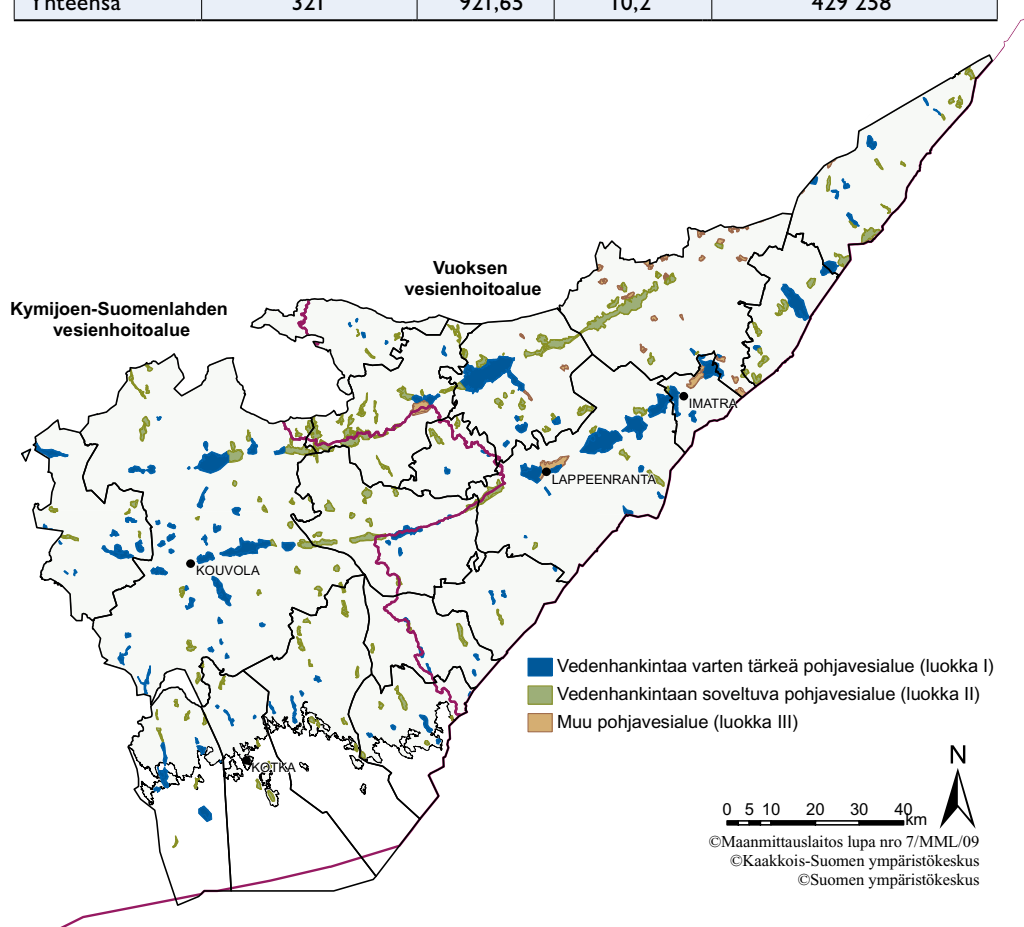 Yhteensä 321 921,65 10,2 429 258
Vuoksen
vesienhoitoalue
Kymijoen-Suomenlahden
vesienhoitoalue
IMATRA
LAPPEENRANTA
KOUVOLA
KOTKA
Vedenhankintaa varten tärkeä pohjavesialue (luokka I)
Vedenhankintaan soveltuva pohjavesialue (luokka II)
Muu pohjavesialue (luokka III)
N
0 5 10 20 30 40 km
©Maanmittauslaitos lupa nro 7/MML/09
©Kaakkois-Suomen ympäristökeskus
©Suomen ympäristökeskus